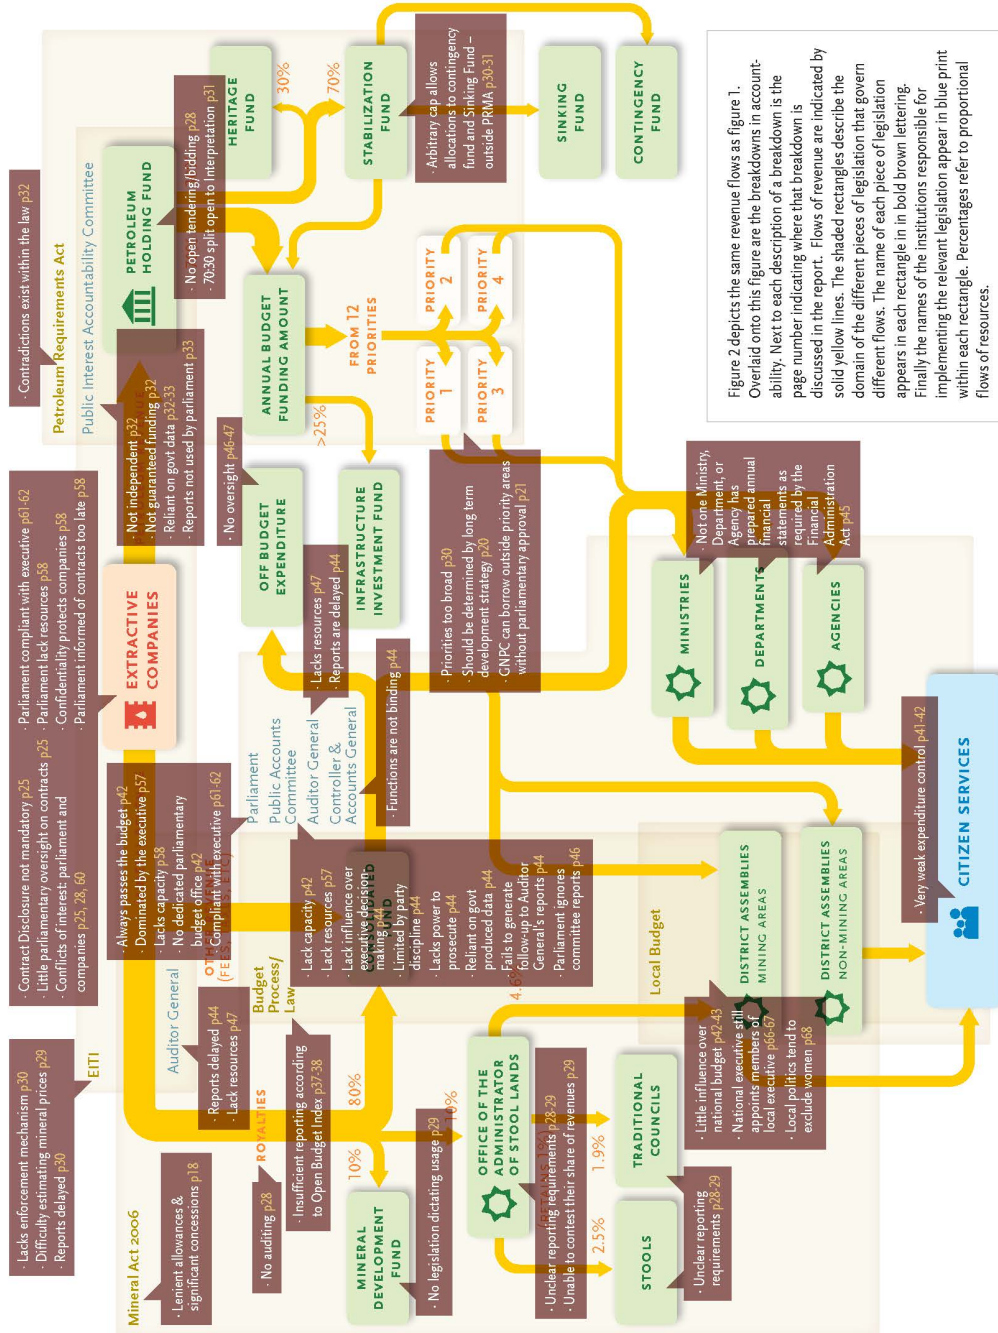 · Lacks enforcement mechanism p30
· Difficulty estimating mineral prices p29
· Reports delayed p30
EITI
· Contract Disclosure not mandatory p25
· Little parliamentary oversight on contracts p25
· Conflicts of interest: parliament and
companies p25, 28, 60
· Parliament compliant with executive p61-62
· Parliament lack resources p58
· Confidentiality protects companies p58
· Parliament informed of contracts too late p58
· Contradictions exist within the law p32
Petroleum Requirements Act
Public Interest Accountability Committee
Mineral Act 2006
· Lenient allowances &
significant concessions p18
Auditor General
· Reports delayed p44
· Lack resources p47
· Always passes the budget p42
· Dominated by the executive p57
· Lacks capacity p58
· No dedicated parliamentary
budget office p42
· Compliant with executive p61-62
EXTRACTIVE
COMPANIES
· Not independent p32
· Not guaranteed funding p32
· Reliant on govt data p32-33
· Reports not used by parliament p33
PETROLEUM
HOLDING FUND
· No open tendering/bidding p28
· 70:30 split open to Interpretation p31
HERITAGE
FUND
30%
70%
STABILIZATION
FUND
· Arbitrary cap allows
allocations to contingency
fund and Sinking Fund –
outside PRMA p30-31
SINKING
FUND
CONTINGENCY
FUND
ROYALTIES
· No auditing p28
· Insufficient reporting according
to Open Budget Index p37-38
Budget
Process/
Law
Parliament
Public Accounts
Committee
Auditor General
Controller &
Accounts General
· No oversight p46-47
OFF BUDGET
EXPENDITURE
ANNUAL BUDGET
FUNDING AMOUNT
>25%
FROM 12
PRIORITIES
· Lacks resources p47
· Reports are delayed p44
INFRASTRUCTURE
INVESTMENT FUND
· Functions are not binding p44
PRIORITY
1
PRIORITY
2
PRIORITY
3
PRIORITY
4
· Priorities too broad p30
· Should be determined by long term
development strategy p20
· GNPC can borrow outside priority areas
without parliamentary approval p21
10%
80%
10%
MINERAL
DEVELOPMENT
FUND
· No legislation dictating usage p29
FUND
· Lack capacity p42
· Lack resources p57
· Lack influence over
executive decision-
making p44
· Limited by party
discipline p44
· Lacks power to
prosecute p44
· Reliant on govt
produced data p44
· Fails to generate
follow-up to Auditor
General's reports p44
· Parliament ignores
committee reports p46
OFFICE OF THE
ADMINISTRATOR
OF STOOL LANDS
· Unclear reporting requirements p28-29
· Unable to contest their share of revenues p29
2.5%
1.9%
STOOLS
TRADITIONAL
COUNCILS
· Unclear reporting
requirements p28-29
Local Budget
DISTRICT ASSEMBLIES
MINING AREAS
DISTRICT ASSEMBLIES
NON-MINING AREAS
· Little influence over
national budget p42-43
· National executive still
appoints members of
local executive p66-67
· Local politics tend to
exclude women p68
MINISTRIES
DEPARTMENTS
AGENCIES
· Not one Ministry,
Department, or
Agency has
prepared annual
financial
statements as
required by the
Financial
Administration
Act p45
· Very weak expenditure control p41-42
CITIZEN SERVICES
Figure 2 depicts the same revenue flows as figure 1.
Overlaid onto this figure are the breakdowns in account-
ability. Next to each description of a breakdown is the
page number indicating where that breakdown is
discussed in the report. Flows of revenue are indicated by
solid yellow lines. The shaded rectangles describe the
domain of the different pieces of legislation that govern
different flows. The name of each piece of legislation
appears in each rectangle in in bold brown lettering.
Finally the names of the institutions responsible for
implementing the relevant legislation appear in blue print
within each rectangle. Percentages refer to proportional
flows of resources.